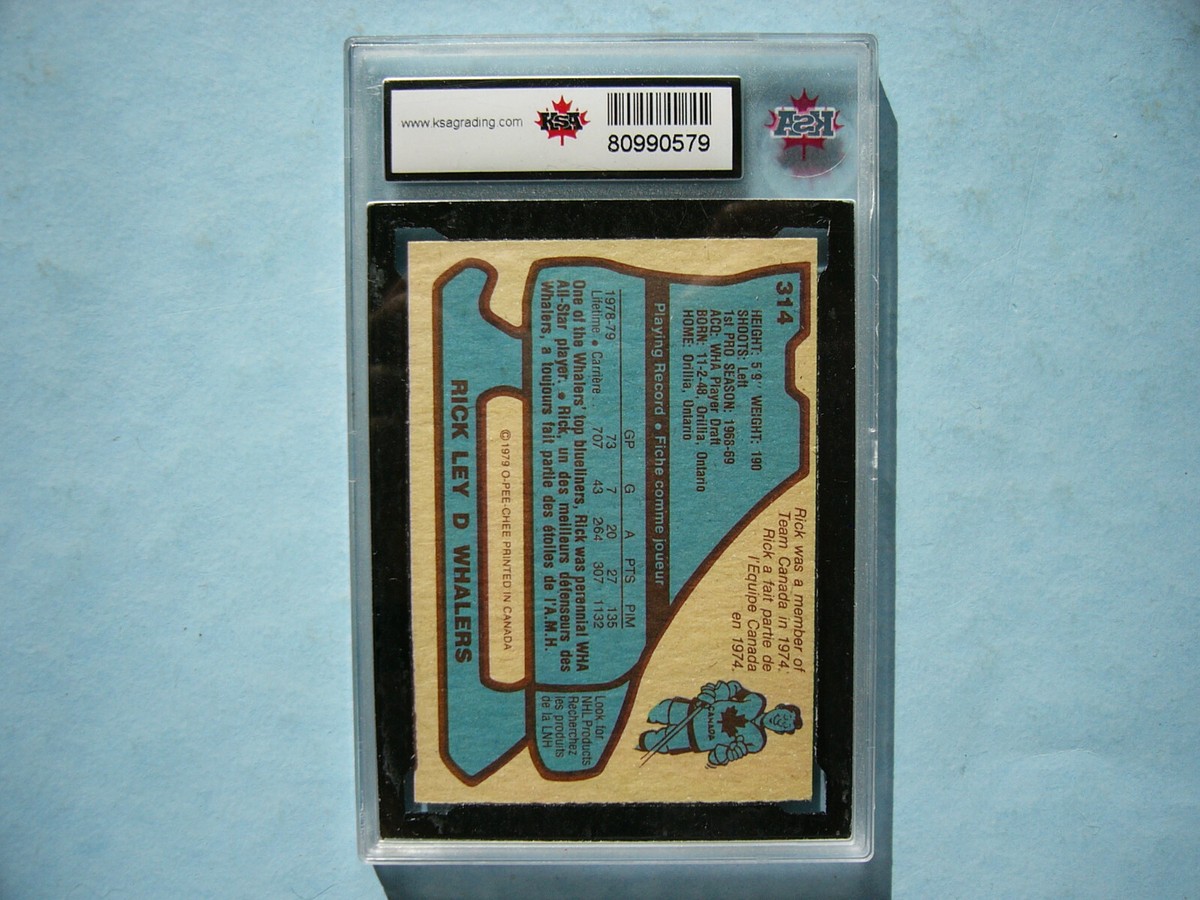 www.ksagrading.com
KSA
80990579
KSA
314
HEIGHT: 5'9" WEIGHT: 190
SHOOTS: Left
1st PRO SEASON: 1968-69
ACQ: WHA Player Draft
BORN: 11-2-48, Orillia, Ontario
HOME: Orillia, Ontario
Rick was a member of
Team Canada in 1974.
Rick a fait partie de
l'Equipe Canada
en 1974.
CANADA
Playing Record • Fiche comme joueur
GP G A PTS PIM
1978-79 73 7 20 27 135
Lifetime • Carrière 707 43 264 307 1132
One of the Whalers' top blueliners, Rick was perennial WHA
All-Star player. • Rick, un des meilleurs défenseurs des
Whalers, a toujours fait partie des étoiles de l'A.M.H.
Look for
NHL Products
Recherchez
les produits
de la LNH
©1979 O-PEE-CHEE PRINTED IN CANADA
RICK LEY D WHALERS